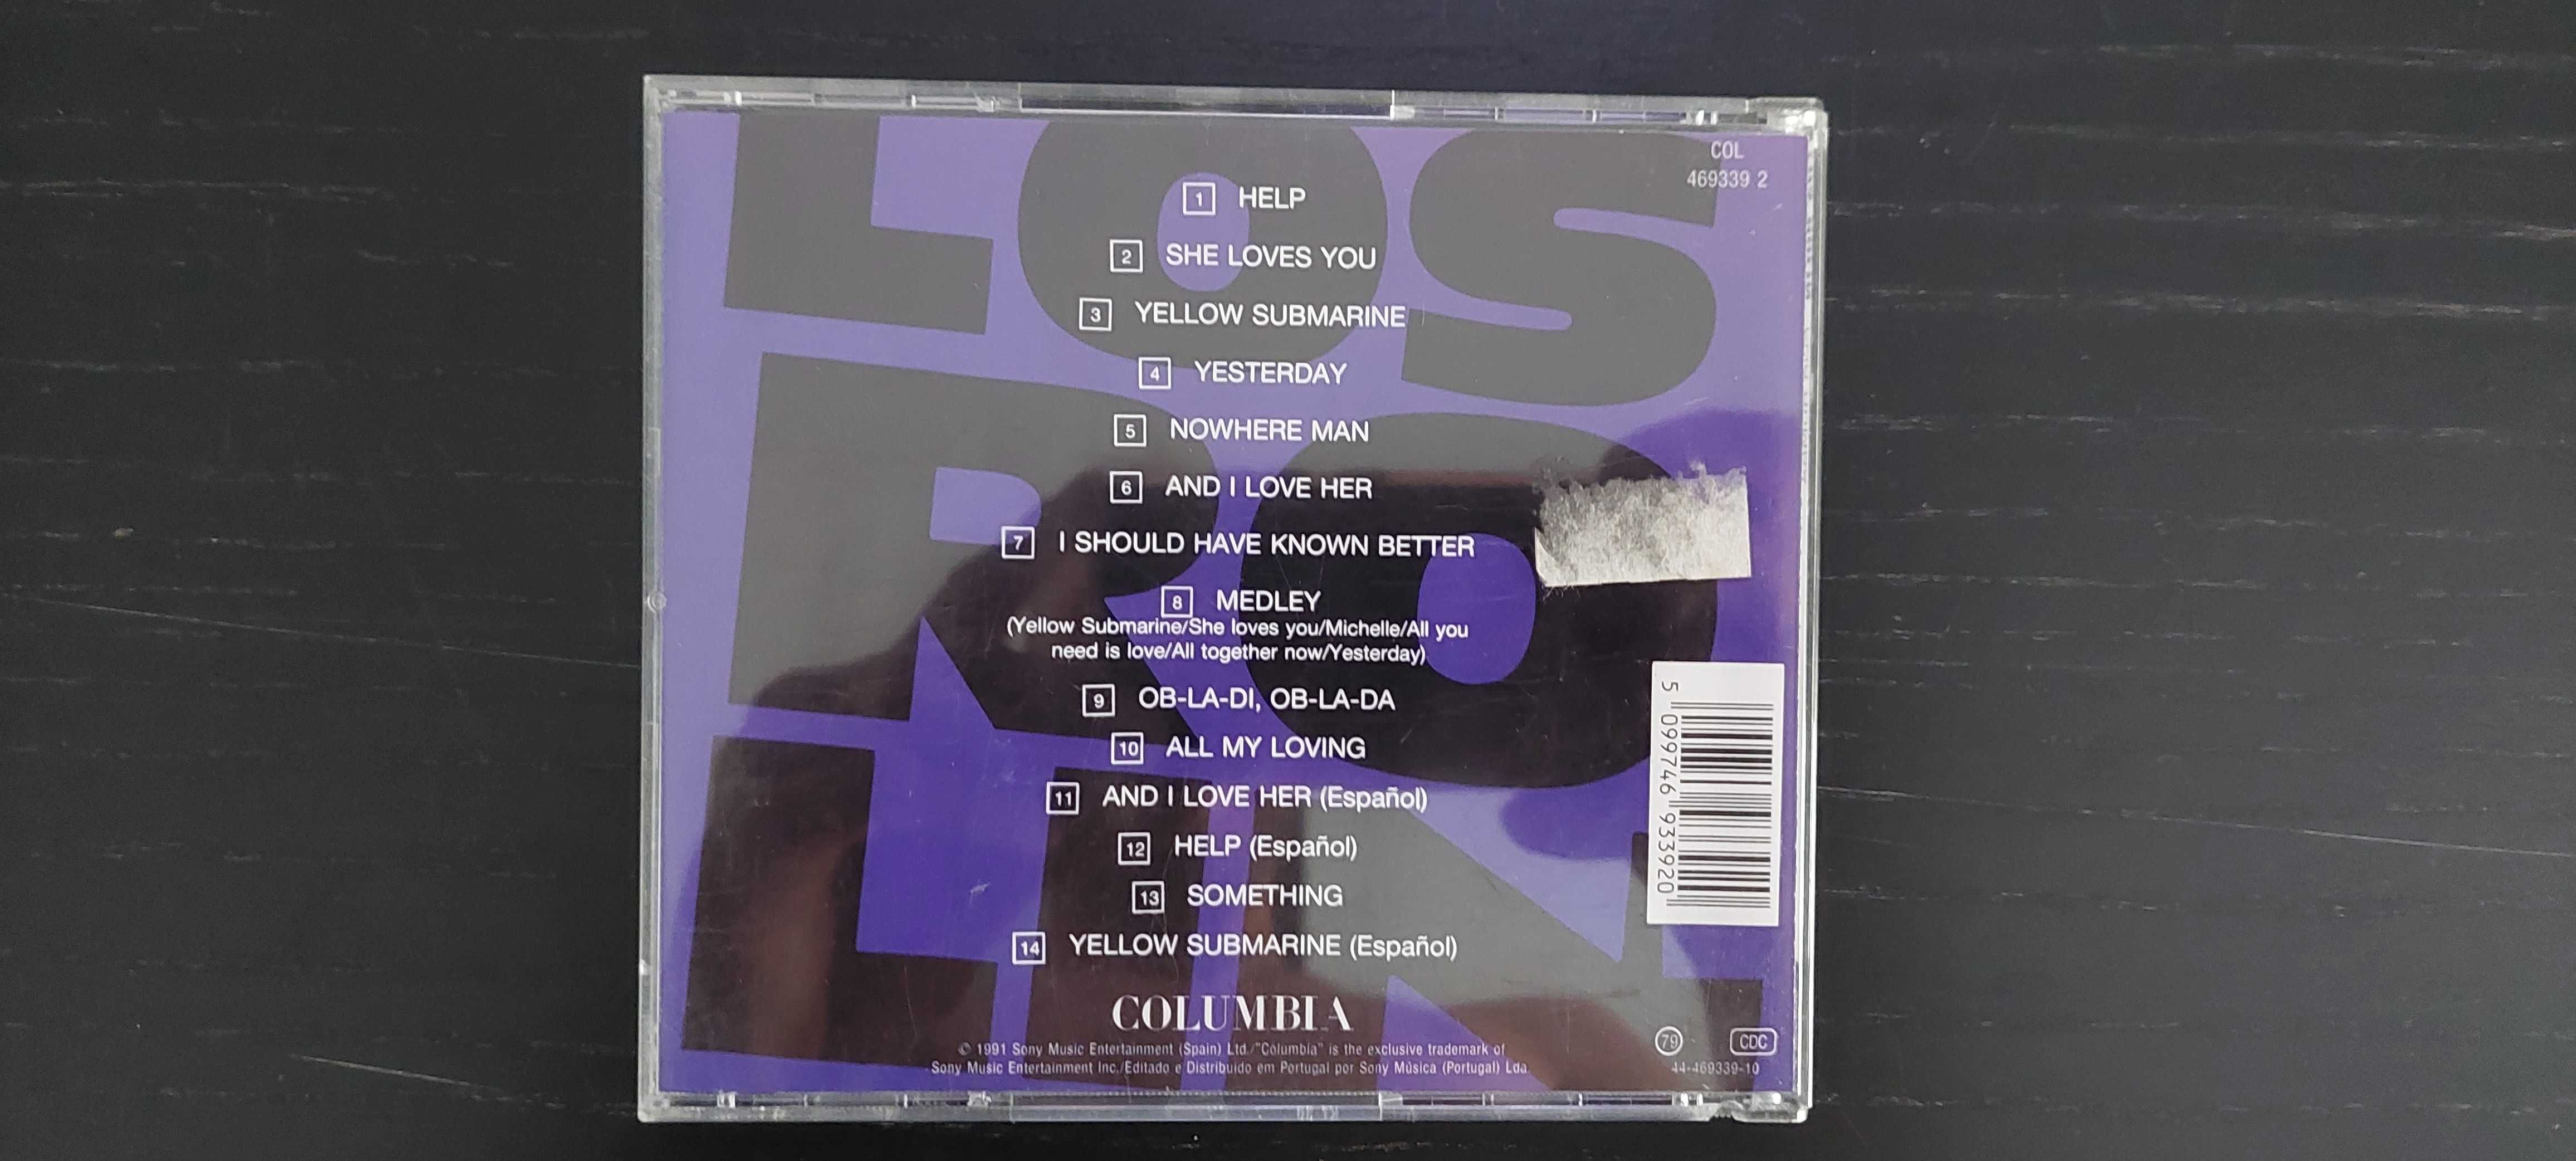 LOS
RO
LIN
COL
469339 2
1 HELP
2 SHE LOVES YOU
3 YELLOW SUBMARINE
4 YESTERDAY
5 NOWHERE MAN
6 AND I LOVE HER
7 I SHOULD HAVE KNOWN BETTER
8 MEDLEY
(Yellow Submarine/She loves you/Michelle/All you
need is love/All together now/Yesterday)
9 OB-LA-DI, OB-LA-DA
10 ALL MY LOVING
11 AND I LOVE HER (Español)
12 HELP (Español)
13 SOMETHING
14 YELLOW SUBMARINE (Español)
5 099746 933920
COLUMBIA
© 1991 Sony Music Entertainment (Spain) Ltd./"Columbia" is the exclusive trademark of
Sony Music Entertainment Inc./Editado e Distribuido em Portugal por Sony Música (Portugal) Lda.
79 CDC
44-469339-10